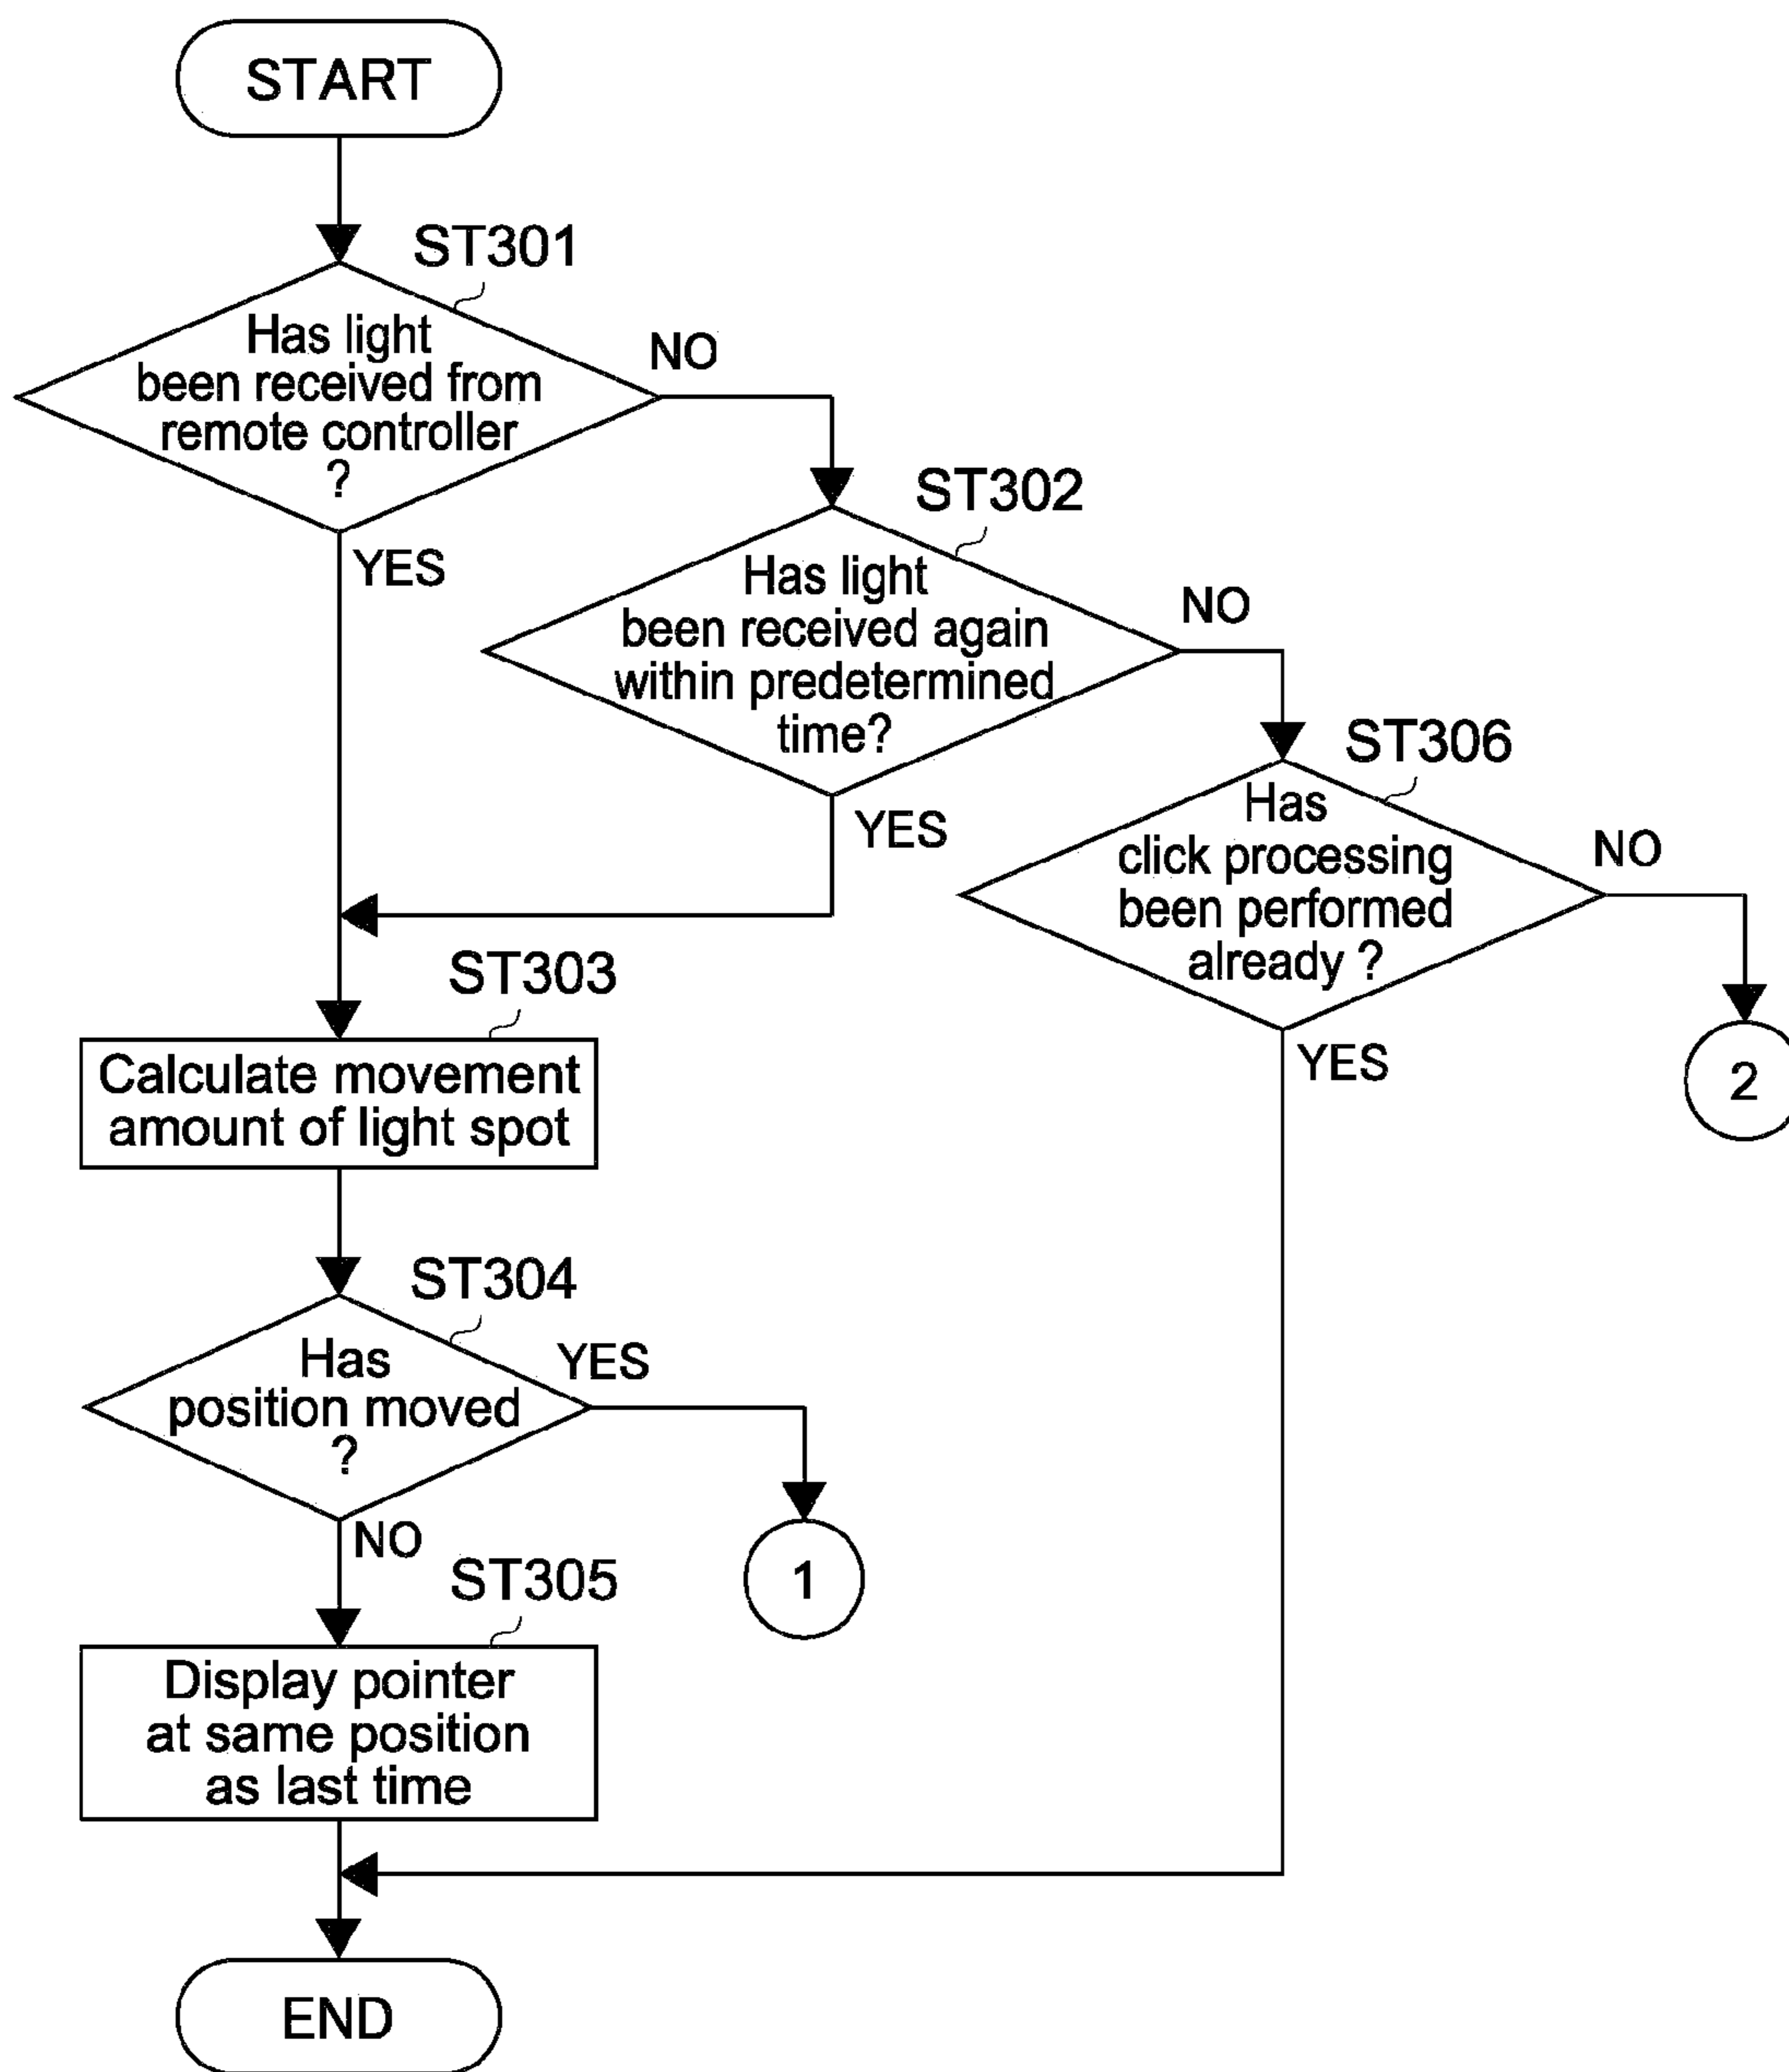 START
ST301
Has light
been received from
remote controller
?
NO
YES
ST302
Has light
been received again
within predetermined
time?
NO
YES
ST306
Has
click processing
been performed
already ?
NO
YES
2
ST303
Calculate movement
amount of light spot
ST304
Has
position moved
?
YES
NO
1
ST305
Display pointer
at same position
as last time
END